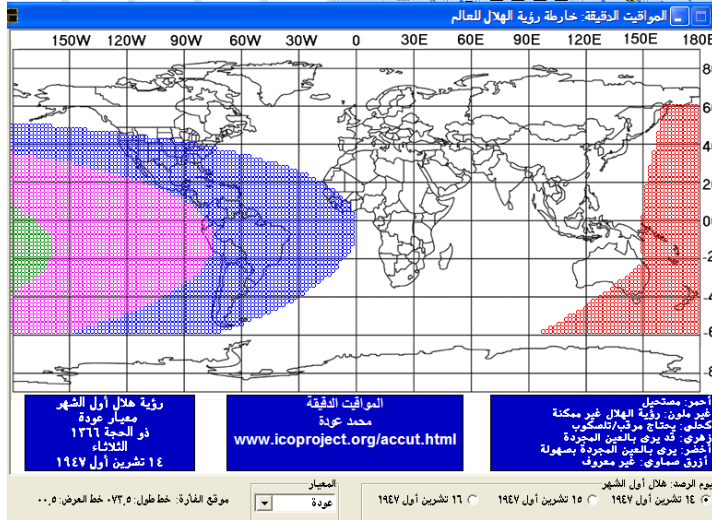 المواقيت الدقيقة: خارطة رؤية الهلال للعالم
150W 120W 90W 60W 30W 0 30E 60E 90E 120E 150E 180E
أحمر: مستحيل
غير ملون: رؤية الهلال غير ممكنة
كحلي: يحتاج مرقب/تلسكوب
زهري: قد يرى بالعين المجردة
أخضر: يرى بالعين المجردة بسهولة
أزرق سماوي: غير معروف
المواقيت الدقيقة
محمد عودة
www.icoproject.org/accut.html
رؤية هلال أول الشهر
معيار عودة
ذو الحجة ١٣٦٦
الثلاثاء
١٤ تشرين أول ١٩٤٧
يوم الرصد: هلال أول الشهر
١٤ تشرين أول ١٩٤٧ ١٥ تشرين أول ١٩٤٧ ١٦ تشرين أول ١٩٤٧
المعيار
عودة
موقع الفأرة: خط طول: ٠٧٣,٥ خط العرض: ٠٠,٥